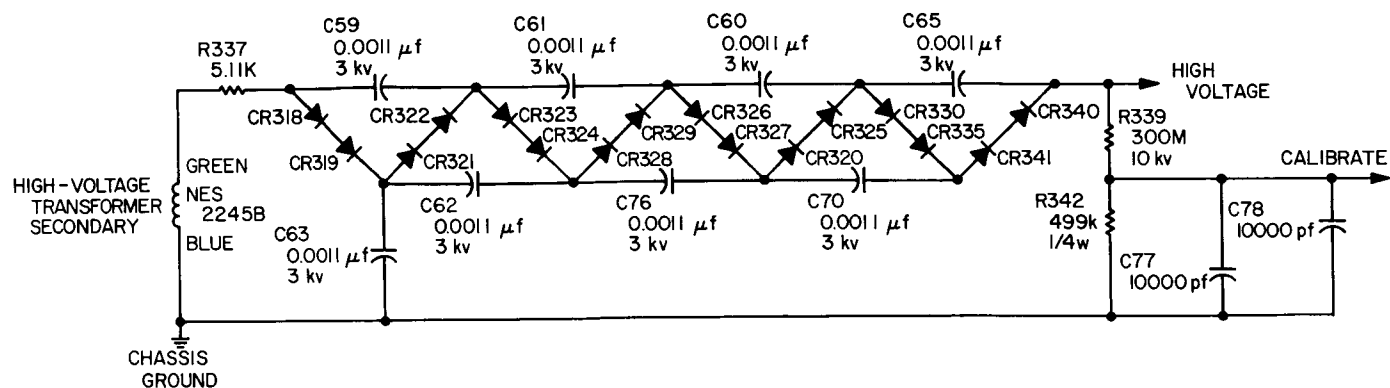 R337
5.11K
C59
0.0011 μf
3 kv
C61
0.0011 μf
3 kv
C60
0.0011 μf
3 kv
C65
0.0011 μf
3 kv
HIGH
VOLTAGE
CR318
CR319
CR322
CR321
CR323
CR324
CR329
CR328
CR326
CR327
CR325
CR320
CR330
CR335
CR340
CR341
R339
300M
10 kv
CALIBRATE
HIGH-VOLTAGE
TRANSFORMER
SECONDARY
GREEN
NES
2245B
BLUE
C63
0.0011 μf
3 kv
C62
0.0011 μf
3 kv
C76
0.0011 μf
3 kv
C70
0.0011 μf
3 kv
R342
499k
1/4w
C77
10000 pf
C78
10000 pf
CHASSIS
GROUND